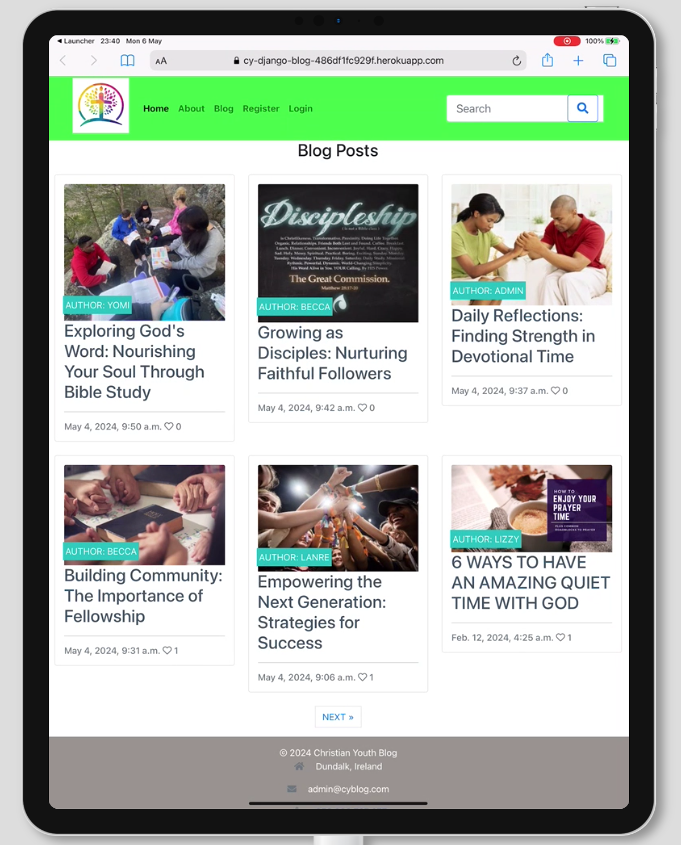 ◀ Launcher 23:40 Mon 6 May 100%
AA cy-django-blog-486df1fc929f.herokuapp.com
Home About Blog Register Login Search
Blog Posts
AUTHOR: YOMI
Exploring God's
Word: Nourishing
Your Soul Through
Bible Study
May 4, 2024, 9:50 a.m. 0
Discipleship
The Great Commission.
AUTHOR: BECCA
Growing as
Disciples: Nurturing
Faithful Followers
May 4, 2024, 9:42 a.m. 0
AUTHOR: ADMIN
Daily Reflections:
Finding Strength in
Devotional Time
May 4, 2024, 9:37 a.m. 0
AUTHOR: BECCA
Building Community:
The Importance of
Fellowship
May 4, 2024, 9:31 a.m. 1
AUTHOR: LANRE
Empowering the
Next Generation:
Strategies for
Success
May 4, 2024, 9:06 a.m. 1
HOW TO
ENJOY YOUR
PRAYER
TIME
AUTHOR: LIZZY
6 WAYS TO HAVE
AN AMAZING QUIET
TIME WITH GOD
Feb. 12, 2024, 4:25 a.m. 1
NEXT »
© 2024 Christian Youth Blog
Dundalk, Ireland
admin@cyblog.com